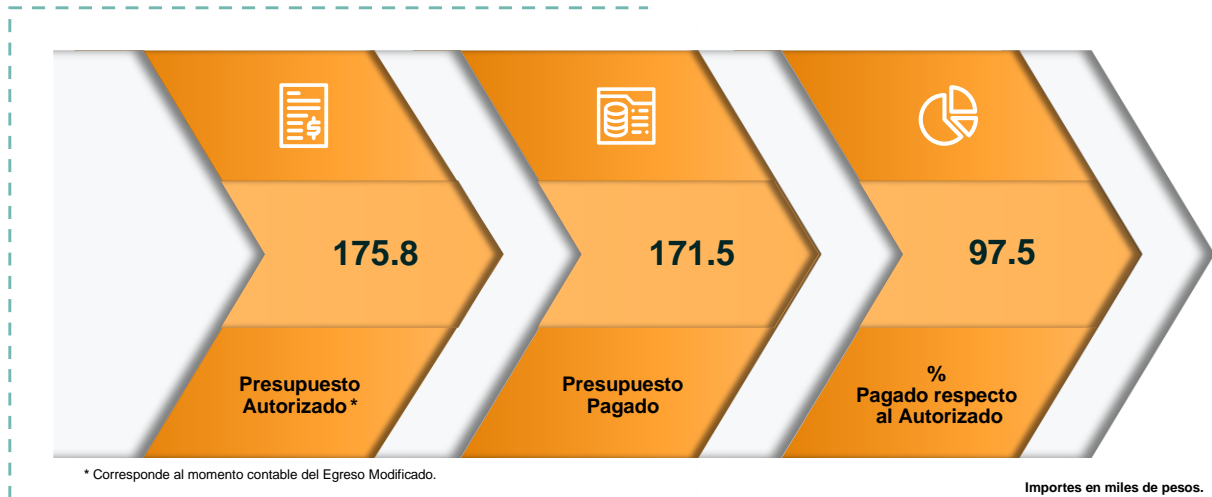 175.8
171.5
97.5
Presupuesto
Autorizado *
Presupuesto
Pagado
%
Pagado respecto
al Autorizado
* Corresponde al momento contable del Egreso Modificado.
Importes en miles de pesos.